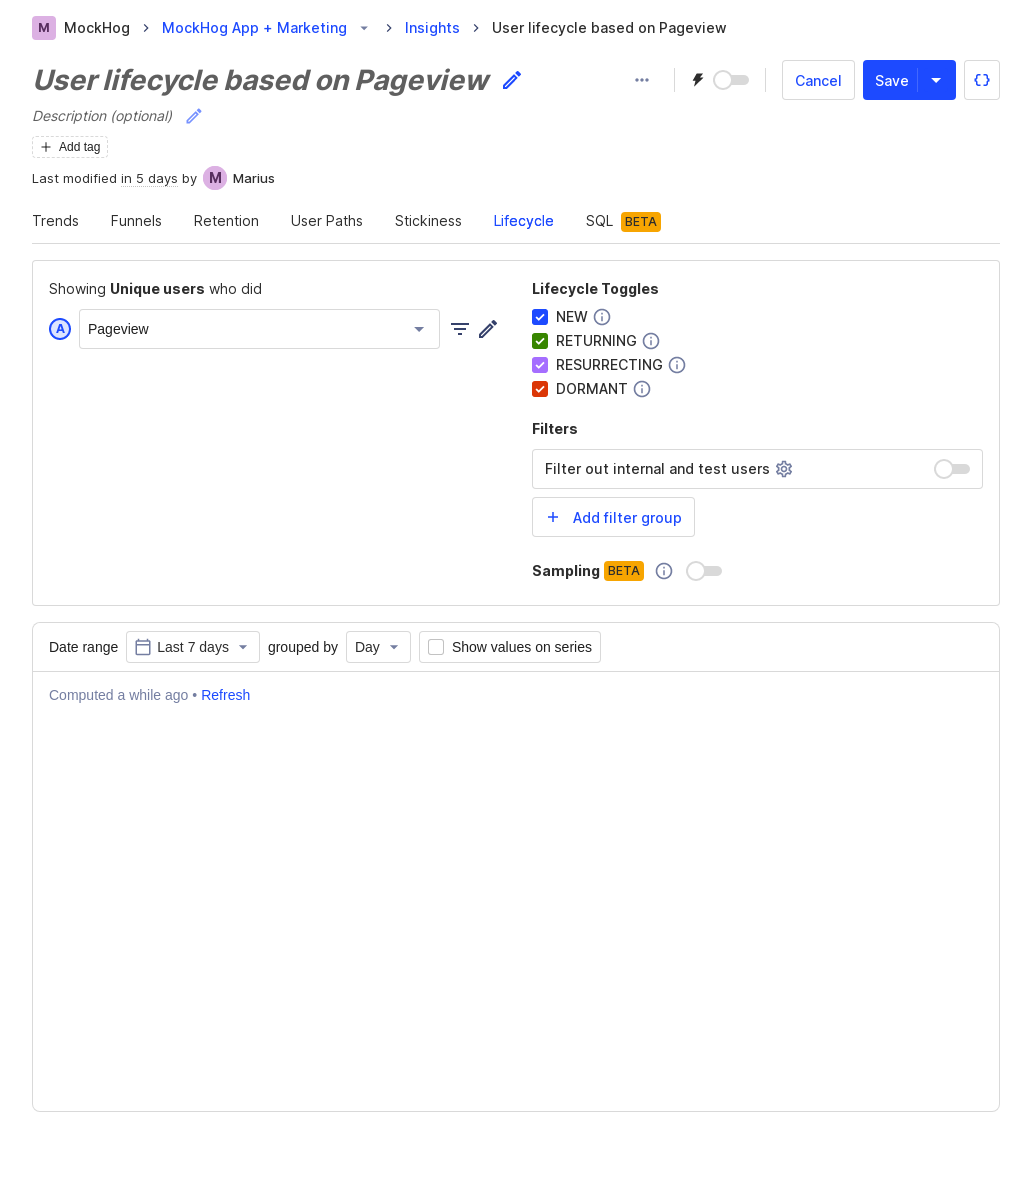 M MockHog MockHog App + Marketing Insights User lifecycle based on Pageview
User lifecycle based on Pageview
Cancel Save
Description (optional)
Add tag
Last modified in 5 days by M Marius
Trends Funnels Retention User Paths Stickiness Lifecycle SQL BETA
Showing Unique users who did
A Pageview
Lifecycle Toggles
NEW
RETURNING
RESURRECTING
DORMANT
Filters
Filter out internal and test users
Add filter group
Sampling BETA
Date range Last 7 days grouped by Day Show values on series
Computed a while ago • Refresh